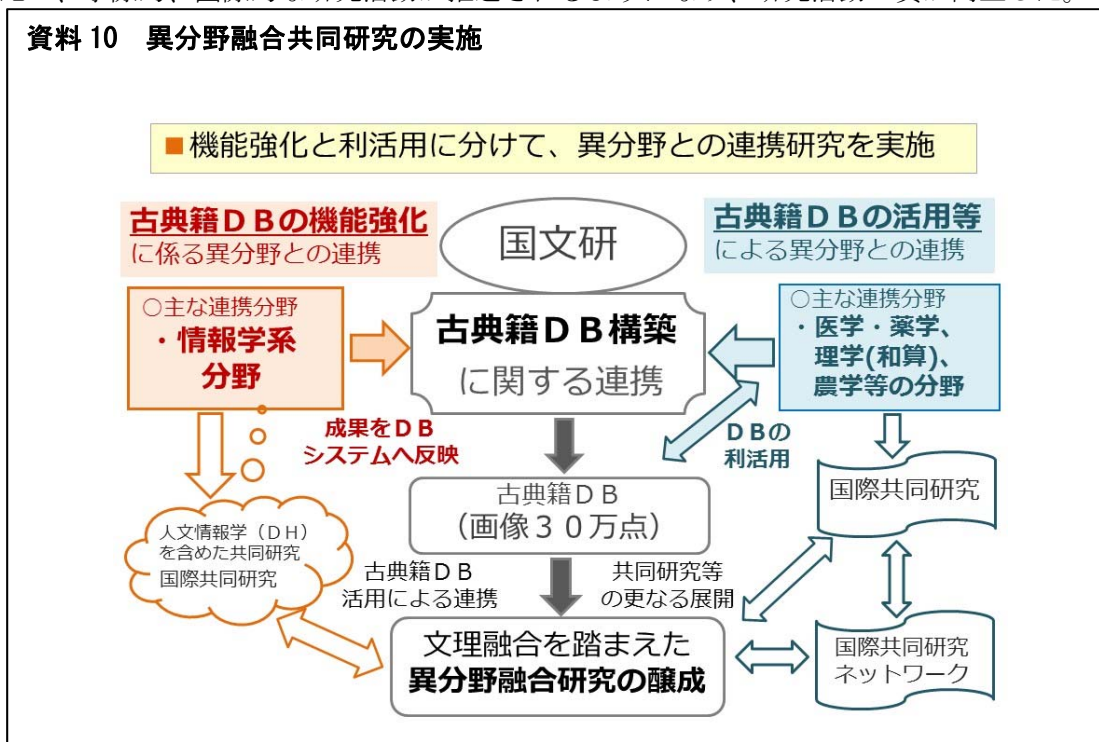 資料 10 異分野融合共同研究の実施
■機能強化と利活用に分けて、異分野との連携研究を実施
古典籍ＤＢの機能強化
に係る異分野との連携
国文研
古典籍ＤＢの活用等
による異分野との連携
○主な連携分野
・情報学系
分野
古典籍ＤＢ構築
に関する連携
○主な連携分野
・医学・薬学、
理学(和算)、
農学等の分野
成果をＤＢ
システムへ反映
ＤＢの
利活用
古典籍ＤＢ
（画像３０万点）
国際共同研究
人文情報学（ＤＨ）
を含めた共同研究
国際共同研究
古典籍ＤＢ
活用による連携
共同研究等
の更なる展開
文理融合を踏まえた
異分野融合研究の醸成
国際共同研究
ネットワーク